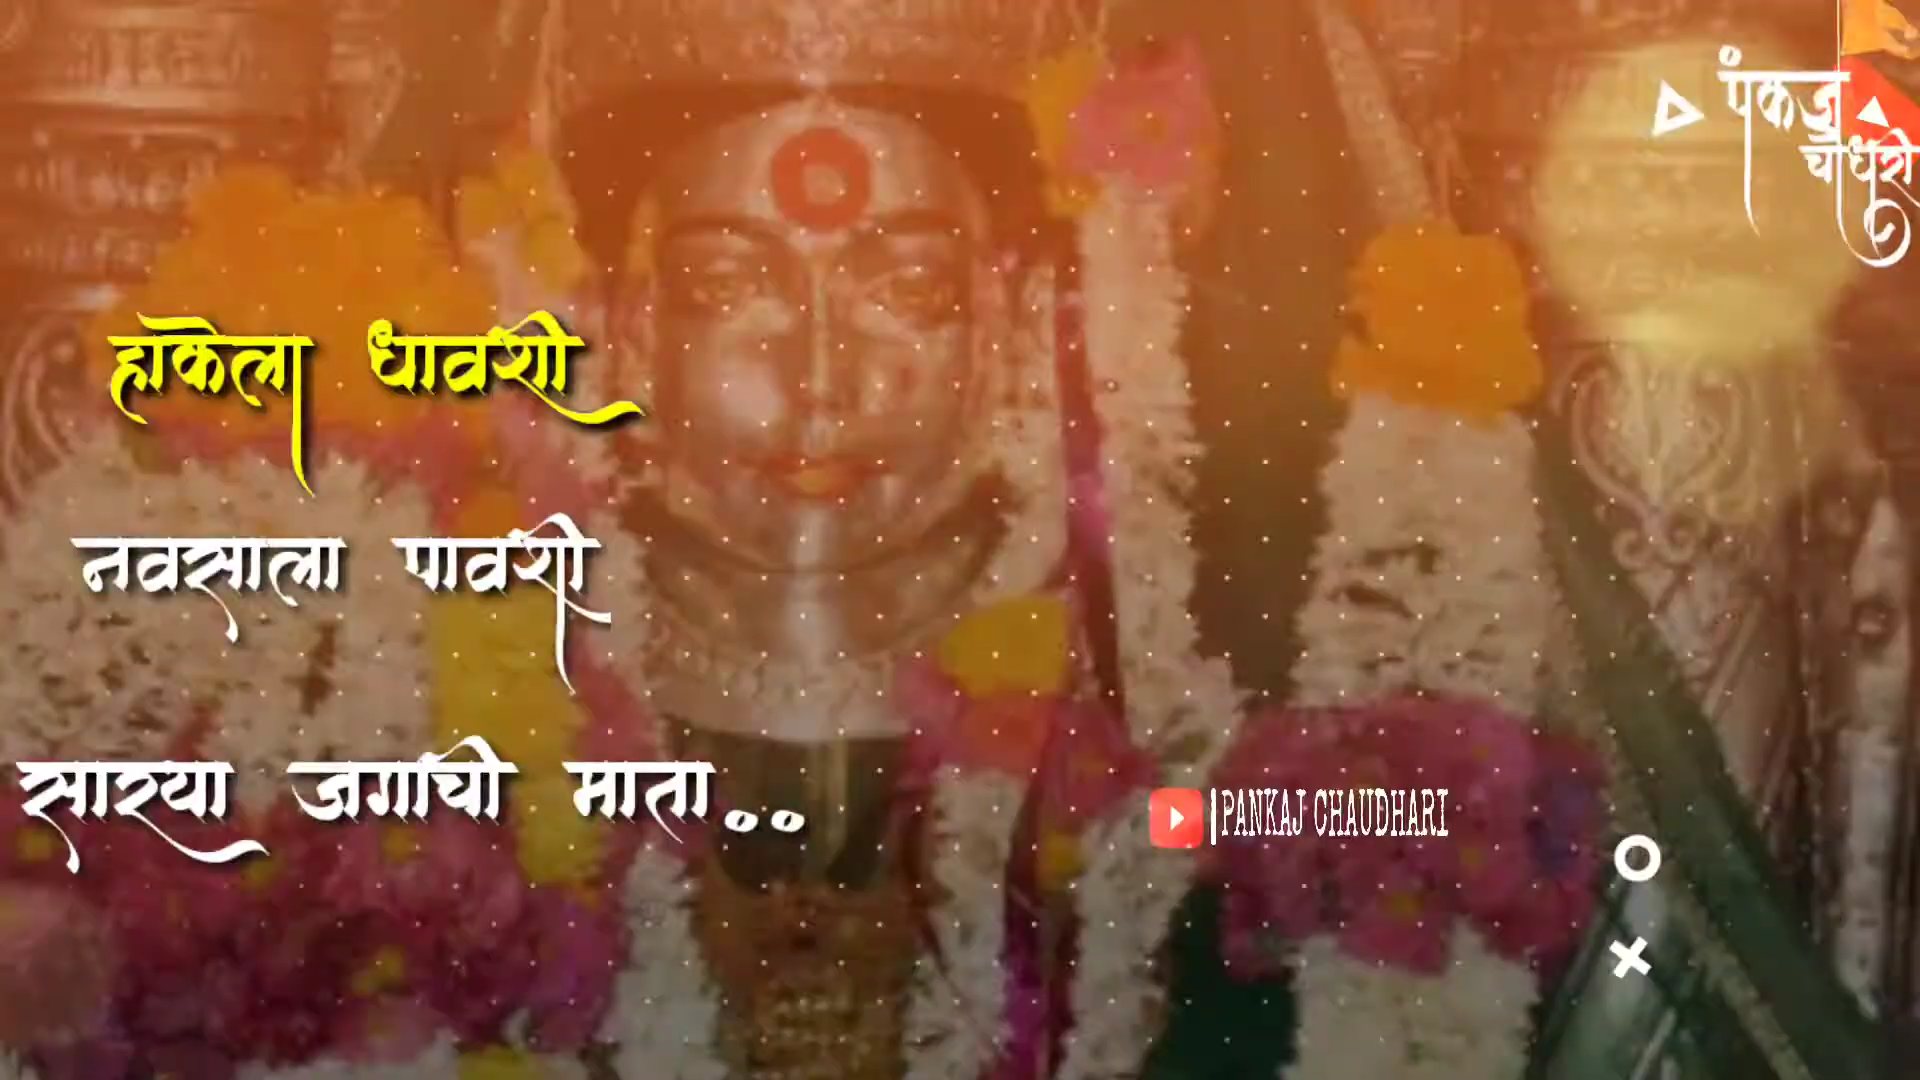 पंकज
चौधरी
हाकेला धावशी
नवसाला पावशी
साऱ्या जगाची माता..
PANKAJ CHAUDHARI